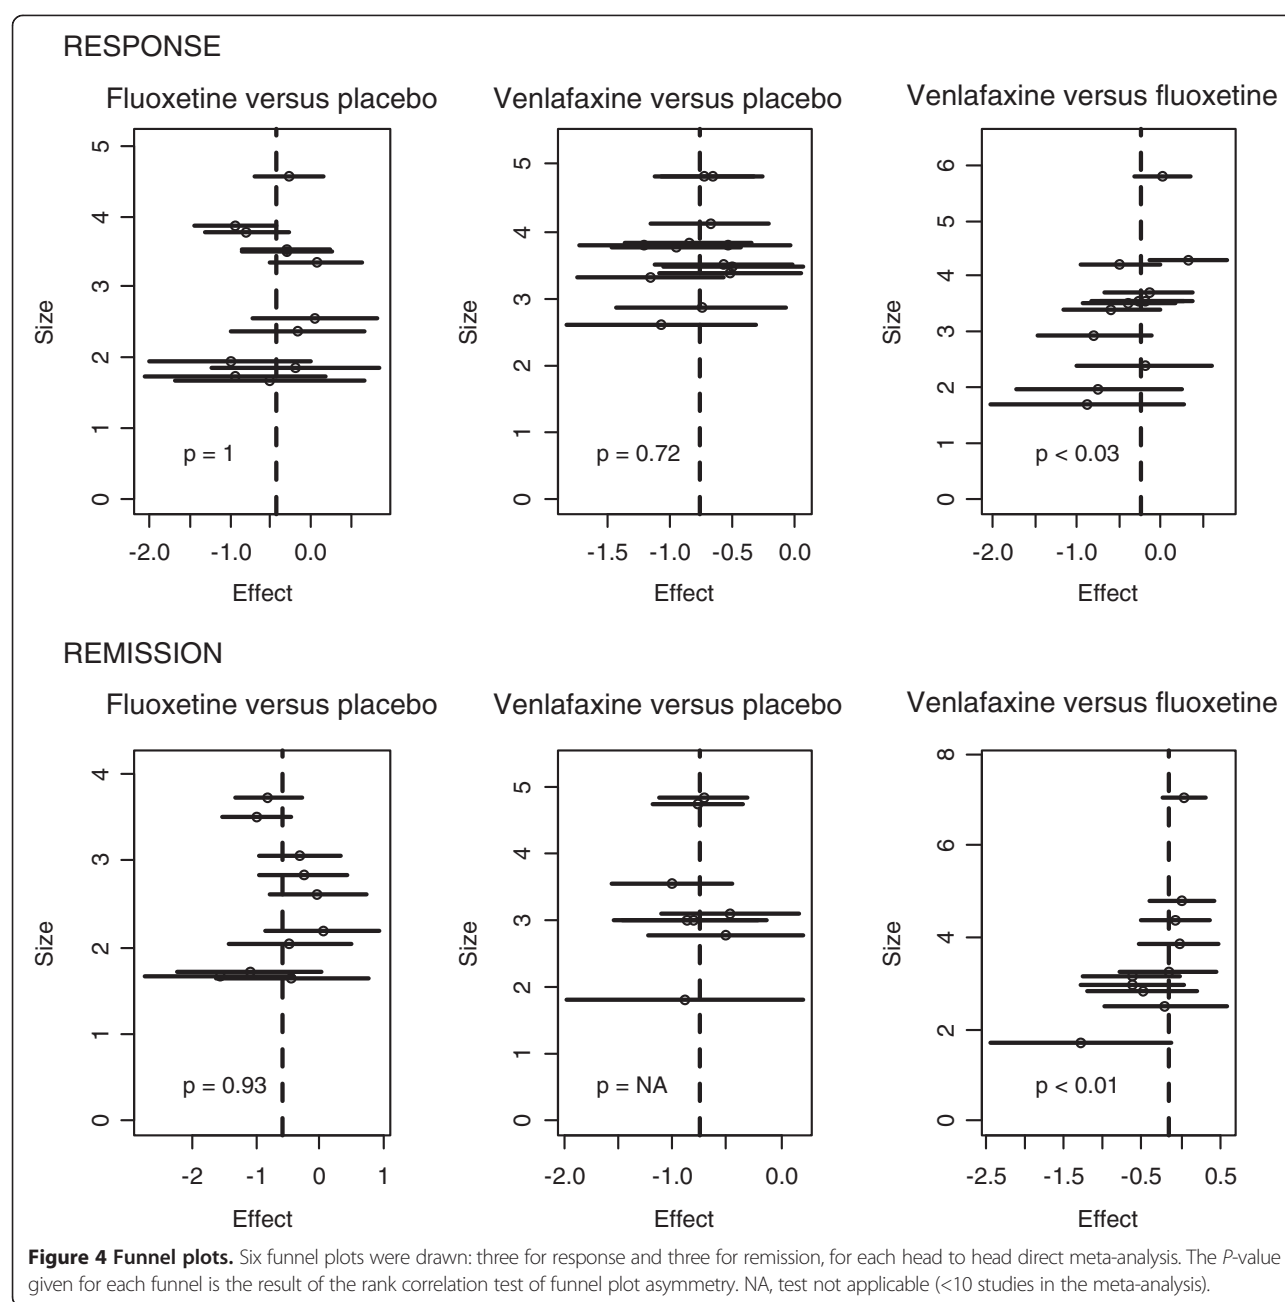 RESPONSE
Fluoxetine versus placebo
Venlafaxine versus placebo
Venlafaxine versus fluoxetine
Size
5
4
3
2
1
0
p = 1
-2.0
-1.0
0.0
Effect
Size
5
4
3
2
1
0
p = 0.72
-1.5
-1.0
-0.5
0.0
Effect
Size
6
5
4
3
2
1
0
p < 0.03
-2.0
-1.0
0.0
Effect
REMISSION
Fluoxetine versus placebo
Venlafaxine versus placebo
Venlafaxine versus fluoxetine
Size
4
3
2
1
0
p = 0.93
-2
-1
0
1
Effect
Size
5
4
3
2
1
0
p = NA
-2.0
-1.0
0.0
Effect
Size
8
6
4
2
0
p < 0.01
-2.5
-1.5
-0.5
0.5
Effect
Figure 4 Funnel plots. Six funnel plots were drawn: three for response and three for remission, for each head to head direct meta-analysis. The P-value
given for each funnel is the result of the rank correlation test of funnel plot asymmetry. NA, test not applicable (<10 studies in the meta-analysis).